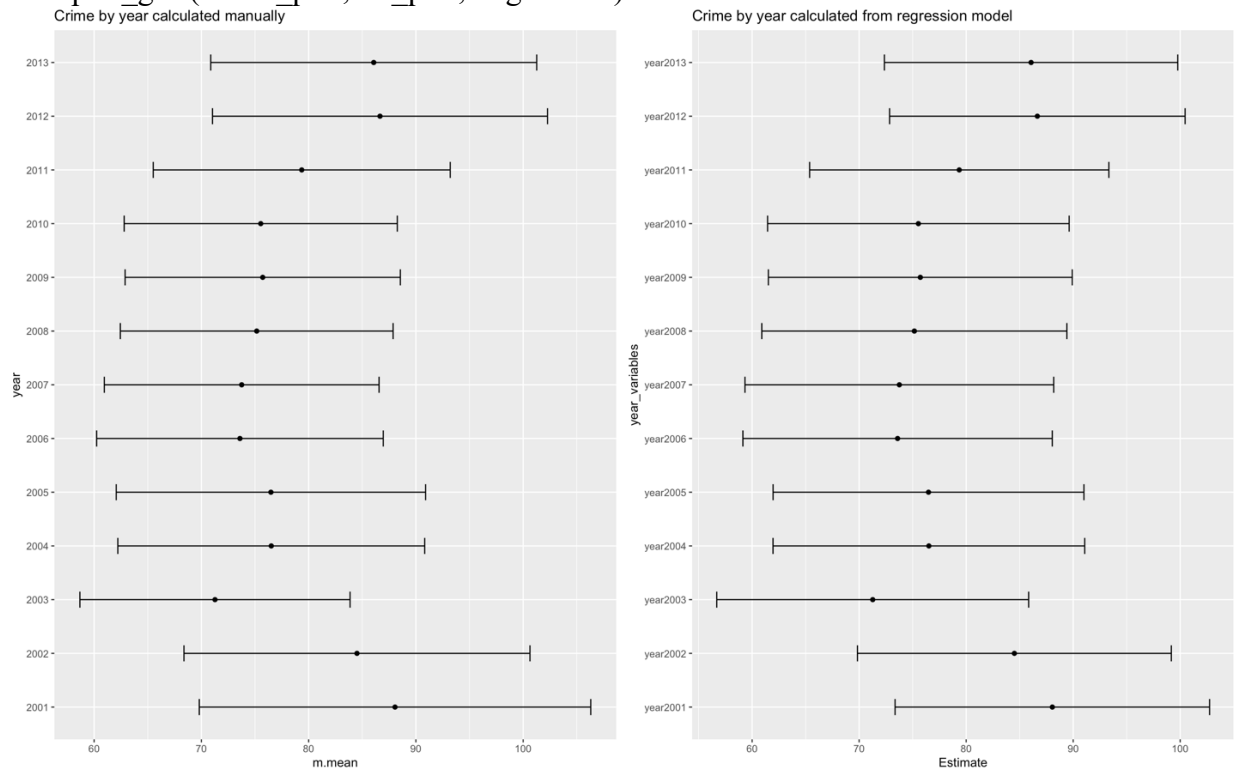 Crime by year calculated manually
2013
2012
2011
2010
2009
2008
2007
2006
2005
2004
2003
2002
2001
year
60 70 80 90 100
m.mean
Crime by year calculated from regression model
year2013
year2012
year2011
year2010
year2009
year2008
year2007
year2006
year2005
year2004
year2003
year2002
year2001
year_variables
60 70 80 90 100
Estimate